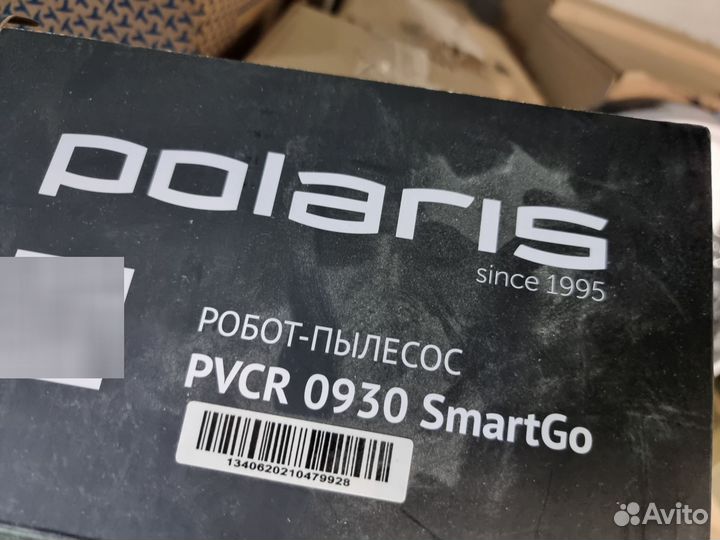 polaris
since 1995
РОБОТ-ПЫЛЕСОС
PVCR 0930 SmartGo
1340620210479928
Avito